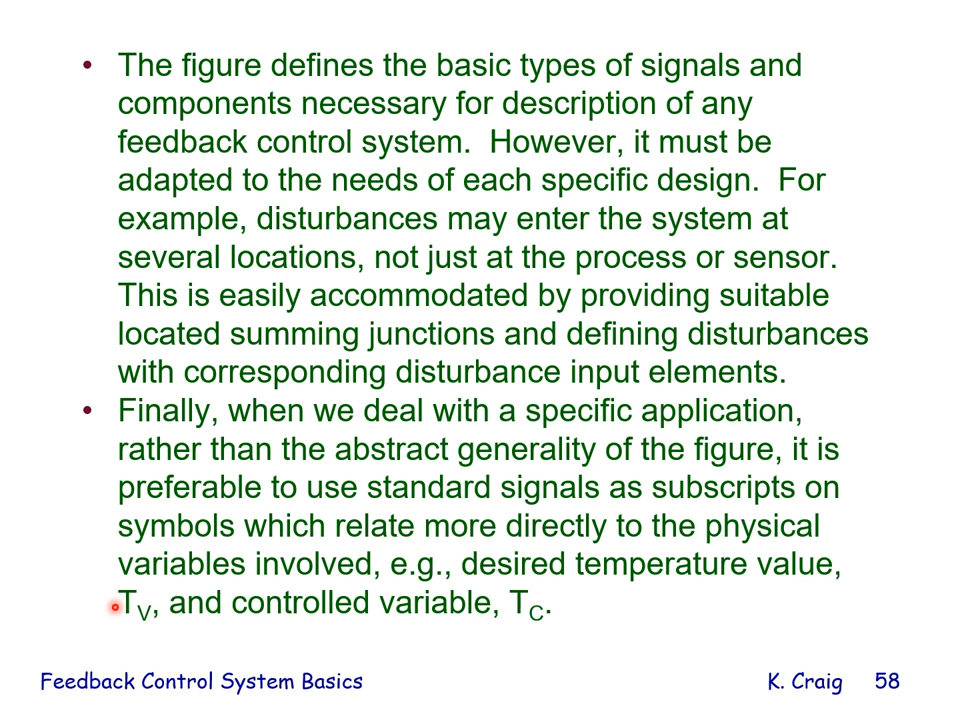 • The figure defines the basic types of signals and
components necessary for description of any
feedback control system.  However, it must be
adapted to the needs of each specific design.  For
example, disturbances may enter the system at
several locations, not just at the process or sensor.
This is easily accommodated by providing suitable
located summing junctions and defining disturbances
with corresponding disturbance input elements.
• Finally, when we deal with a specific application,
rather than the abstract generality of the figure, it is
preferable to use standard signals as subscripts on
symbols which relate more directly to the physical
variables involved, e.g., desired temperature value,
TV, and controlled variable, TC.
Feedback Control System Basics K. Craig 58